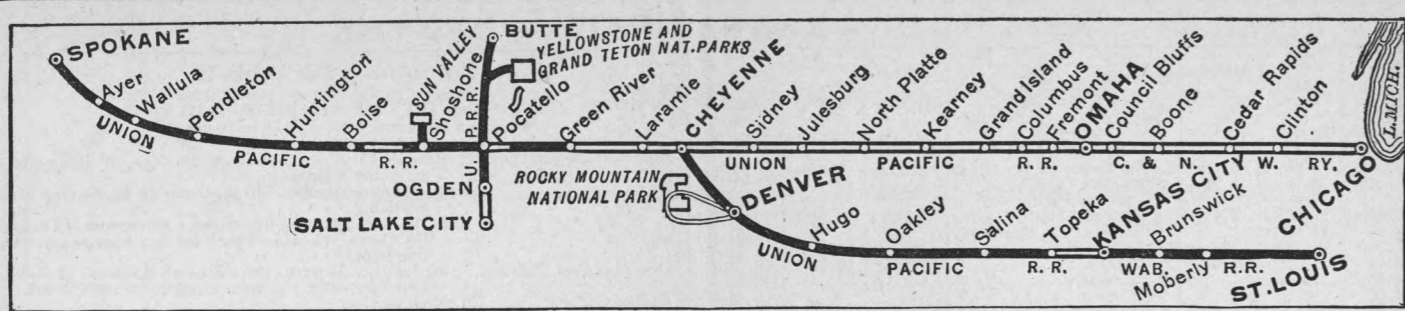 SPOKANE
Ayer
Wallula
Pendleton
Huntington
Boise
SUN VALLEY
Shoshone
BUTTE
YELLOWSTONE AND
GRAND TETON NAT. PARKS
Pocatello
Green River
Laramie
CHEYENNE
Sidney
Julesburg
North Platte
Kearney
Grand Island
Columbus
Fremont
OMAHA
Council Bluffs
Boone
Cedar Rapids
Clinton
L. MICH.
CHICAGO
UNION PACIFIC R. R.
U. P. R. R.
UNION PACIFIC R. R.
C. & N. W. RY.
OGDEN
SALT LAKE CITY
ROCKY MOUNTAIN
NATIONAL PARK
DENVER
Hugo
Oakley
Salina
Topeka
KANSAS CITY
Brunswick
Moberly
ST. LOUIS
UNION PACIFIC R. R.
WAB. R. R.